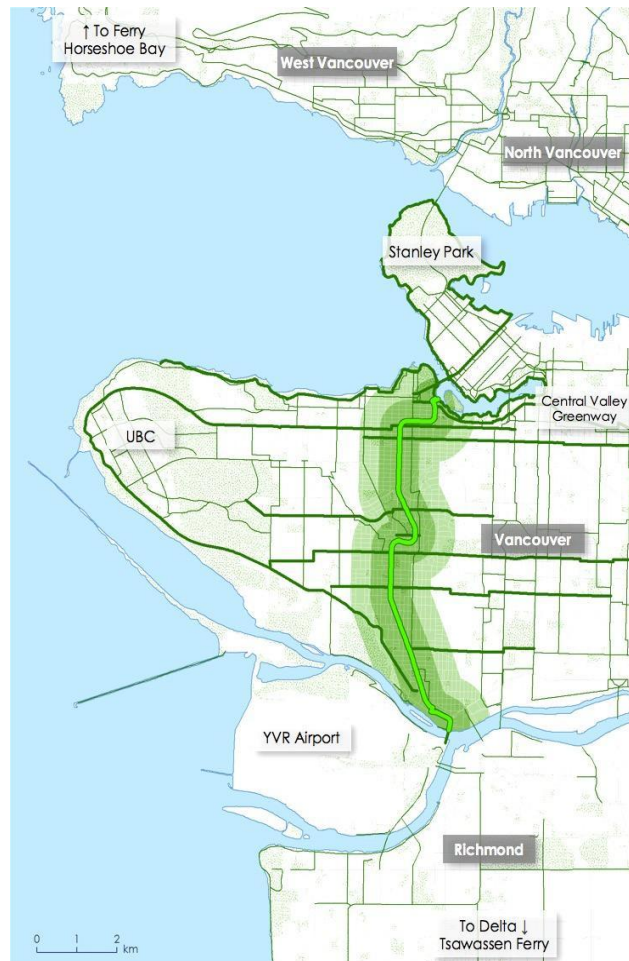 ↑ To Ferry
Horseshoe Bay
West Vancouver
North Vancouver
Stanley Park
Central Valley
Greenway
UBC
Vancouver
YVR Airport
Richmond
To Delta ↓
Tsawassen Ferry
0 1 2
km